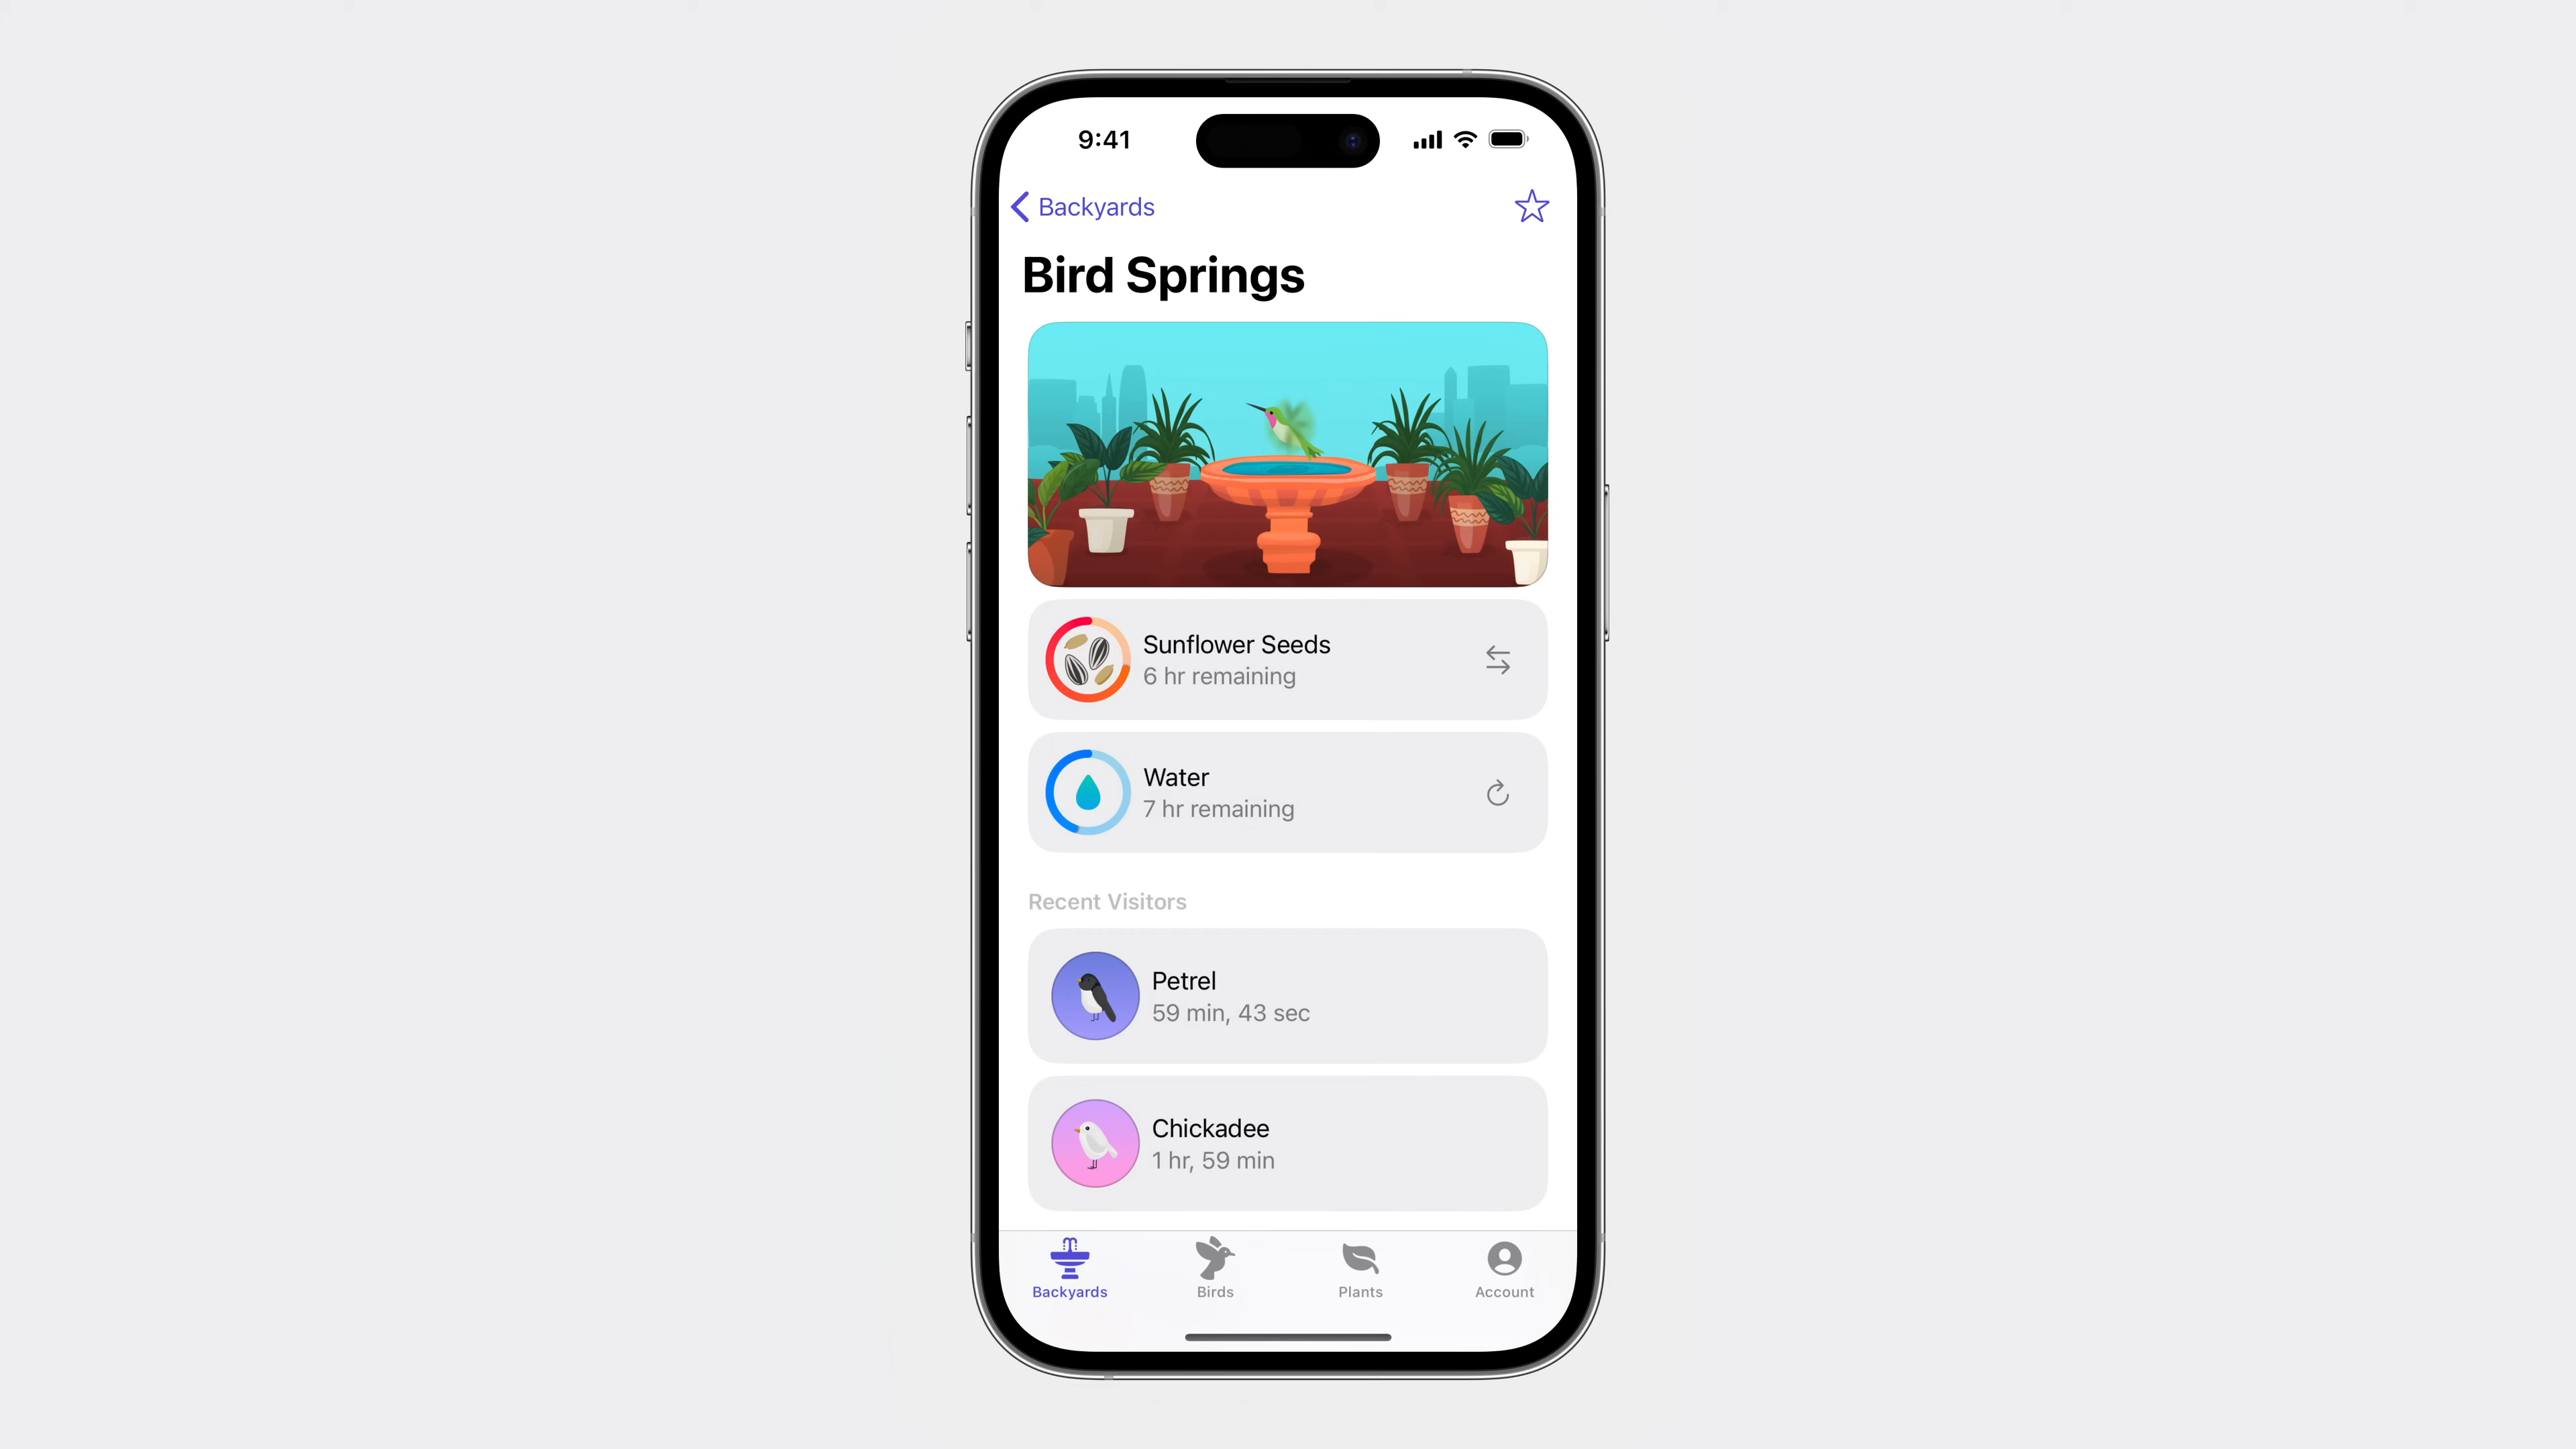 9:41
Backyards
Bird Springs
Sunflower Seeds
6 hr remaining
Water
7 hr remaining
Recent Visitors
Petrel
59 min, 43 sec
Chickadee
1 hr, 59 min
Backyards
Birds
Plants
Account